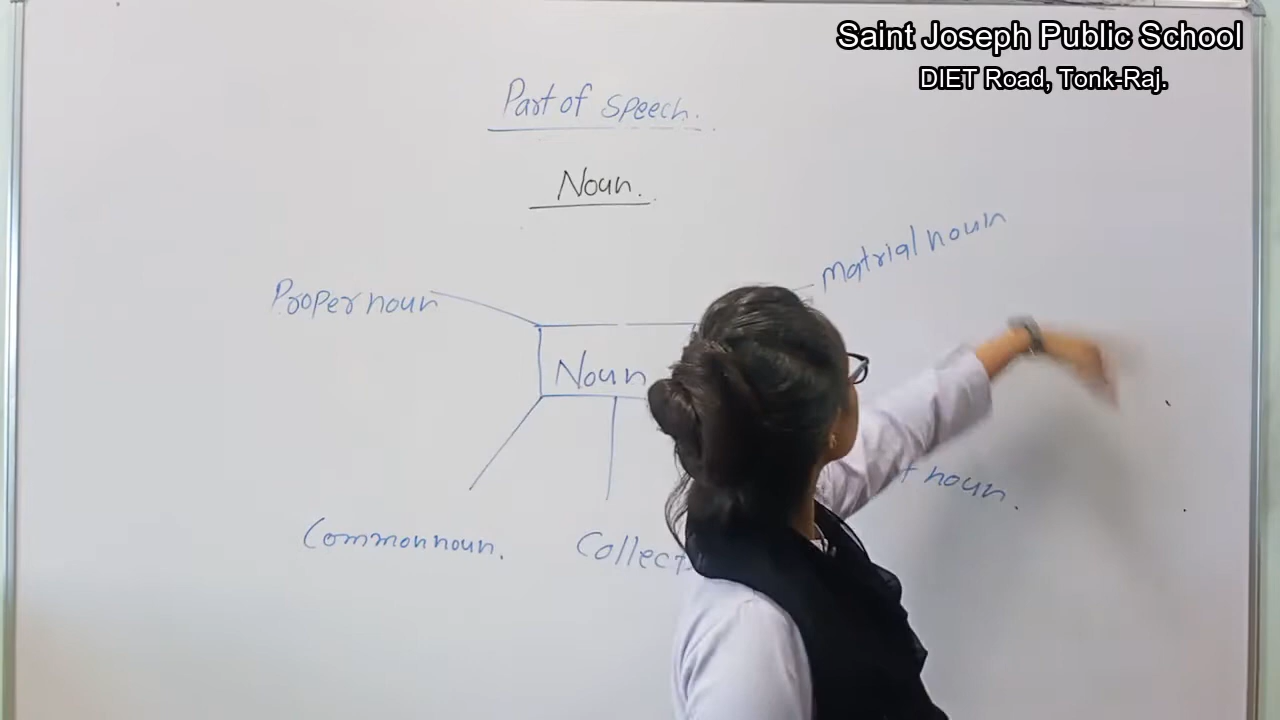 Saint Joseph Public School
DIET Road, Tonk-Raj.
Part of speech.
Noun.
Matrial noun
Proper noun
Noun
noun.
Common noun.